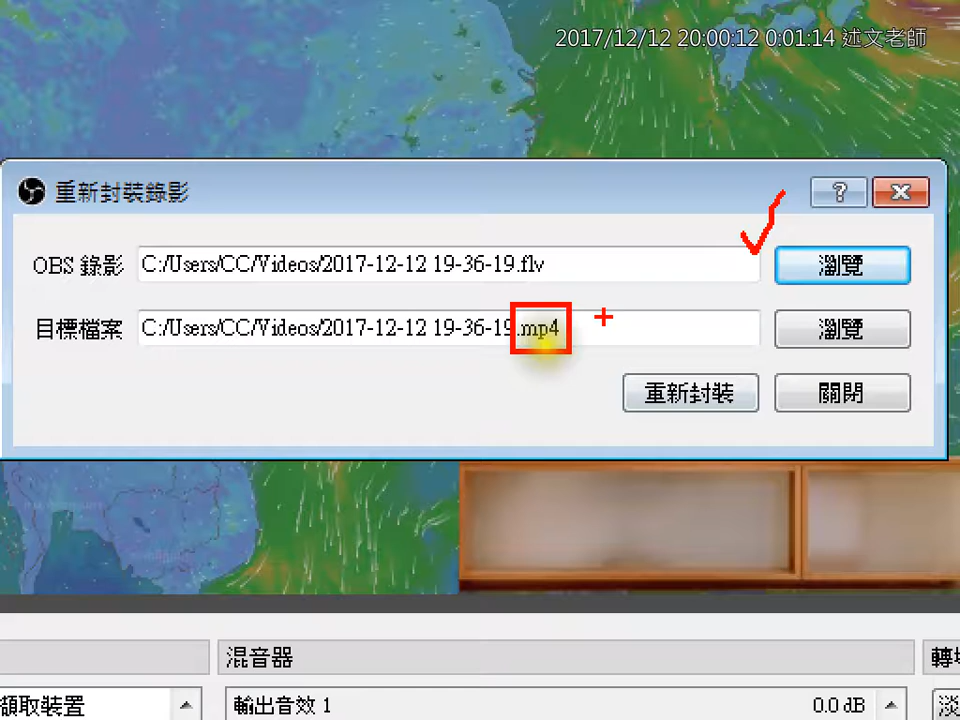 2017/12/12 20:00:12 0:01:14 述文老師
重新封裝錄影
?
OBS 錄影 C:/Users/CC/Videos/2017-12-12 19-36-19.flv 瀏覽
目標檔案 C:/Users/CC/Videos/2017-12-12 19-36-19.mp4 瀏覽
重新封裝 關閉
混音器
擷取裝置 輸出音效 1 0.0 dB 淡